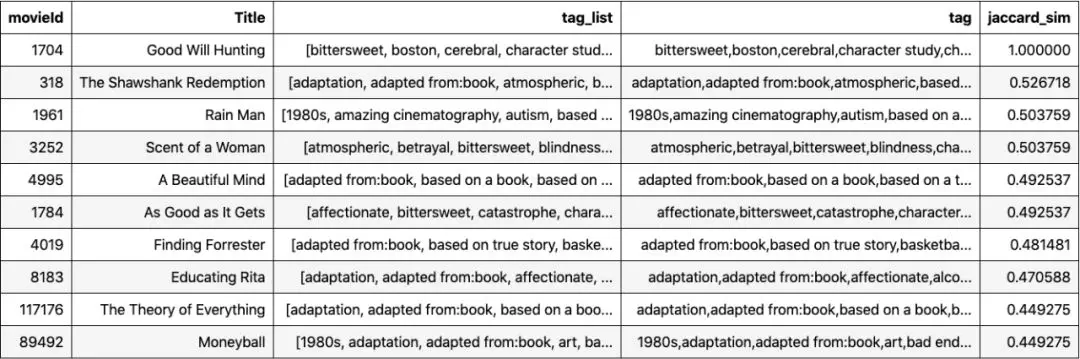 movieId Title tag_list tag jaccard_sim
1704 Good Will Hunting [bittersweet, boston, cerebral, character stud... bittersweet,boston,cerebral,character study,ch... 1.000000
318 The Shawshank Redemption [adaptation, adapted from:book, atmospheric, b... adaptation,adapted from:book,atmospheric,based... 0.526718
1961 Rain Man [1980s, amazing cinematography, autism, based ... 1980s,amazing cinematography,autism,based on a... 0.503759
3252 Scent of a Woman [atmospheric, betrayal, bittersweet, blindness... atmospheric,betrayal,bittersweet,blindness,cha... 0.503759
4995 A Beautiful Mind [adapted from:book, based on a book, based on ... adapted from:book,based on a book,based on a t... 0.492537
1784 As Good as It Gets [affectionate, bittersweet, catastrophe, chara... affectionate,bittersweet,catastrophe,character... 0.492537
4019 Finding Forrester [adapted from:book, based on true story, baske... adapted from:book,based on true story,basketba... 0.481481
8183 Educating Rita [adaptation, adapted from:book, affectionate, ... adaptation,adapted from:book,affectionate,alco... 0.470588
117176 The Theory of Everything [adaptation, adapted from:book, based on a boo... adaptation,adapted from:book,based on a book,b... 0.449275
89492 Moneyball [1980s, adaptation, adapted from:book, art, ba... 1980s,adaptation,adapted from:book,art,bad end... 0.449275